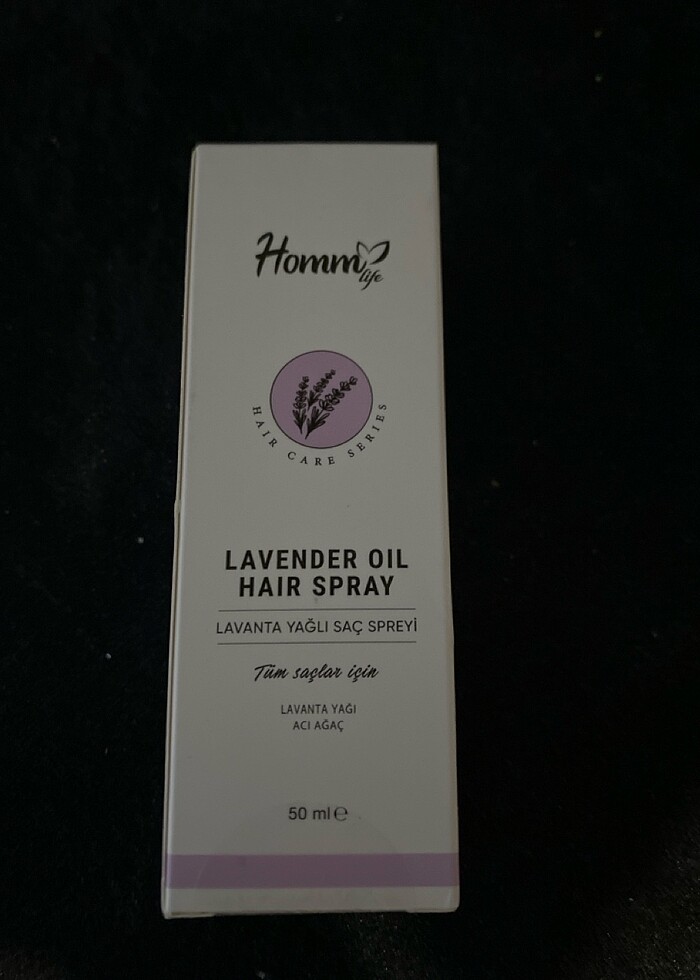 Homm
life
HAIR CARE SERIES
LAVENDER OIL
HAIR SPRAY
LAVANTA YAĞLI SAÇ SPREYİ
Tüm saçlar için
LAVANTA YAĞI
ACI AĞAÇ
50 ml ℮